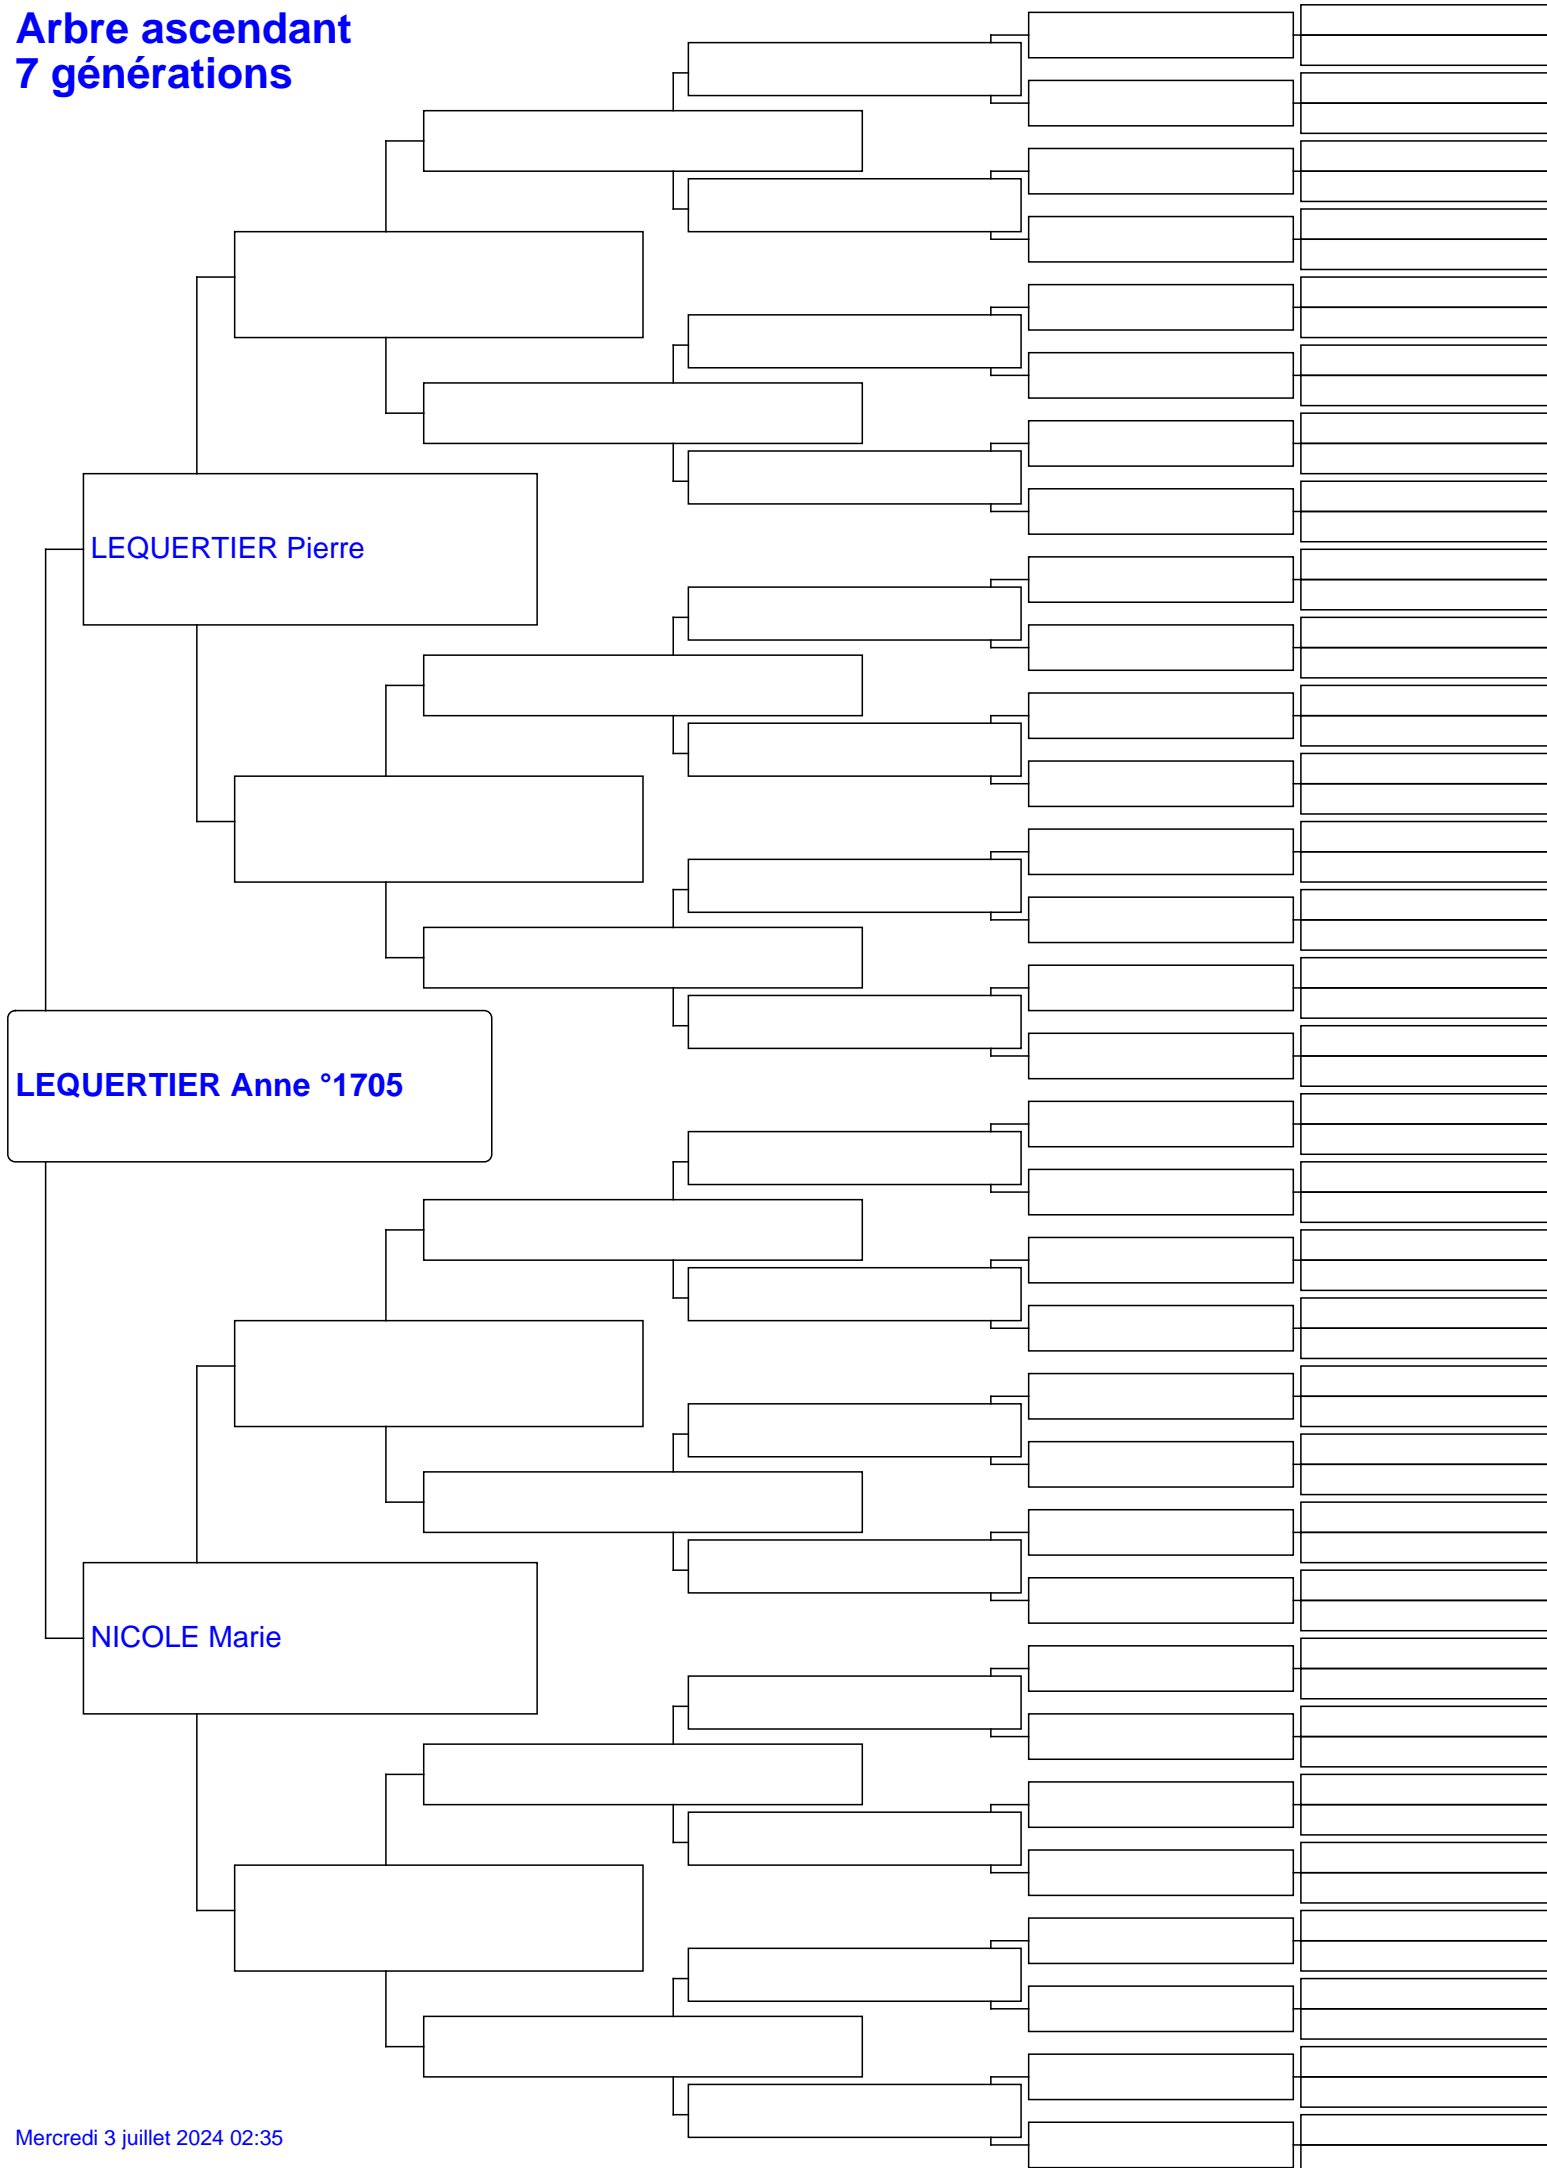 Arbre ascendant
7 générations
LEQUERTIER Pierre
LEQUERTIER Anne °1705
NICOLE Marie
Mercredi 3 juillet 2024 02:35